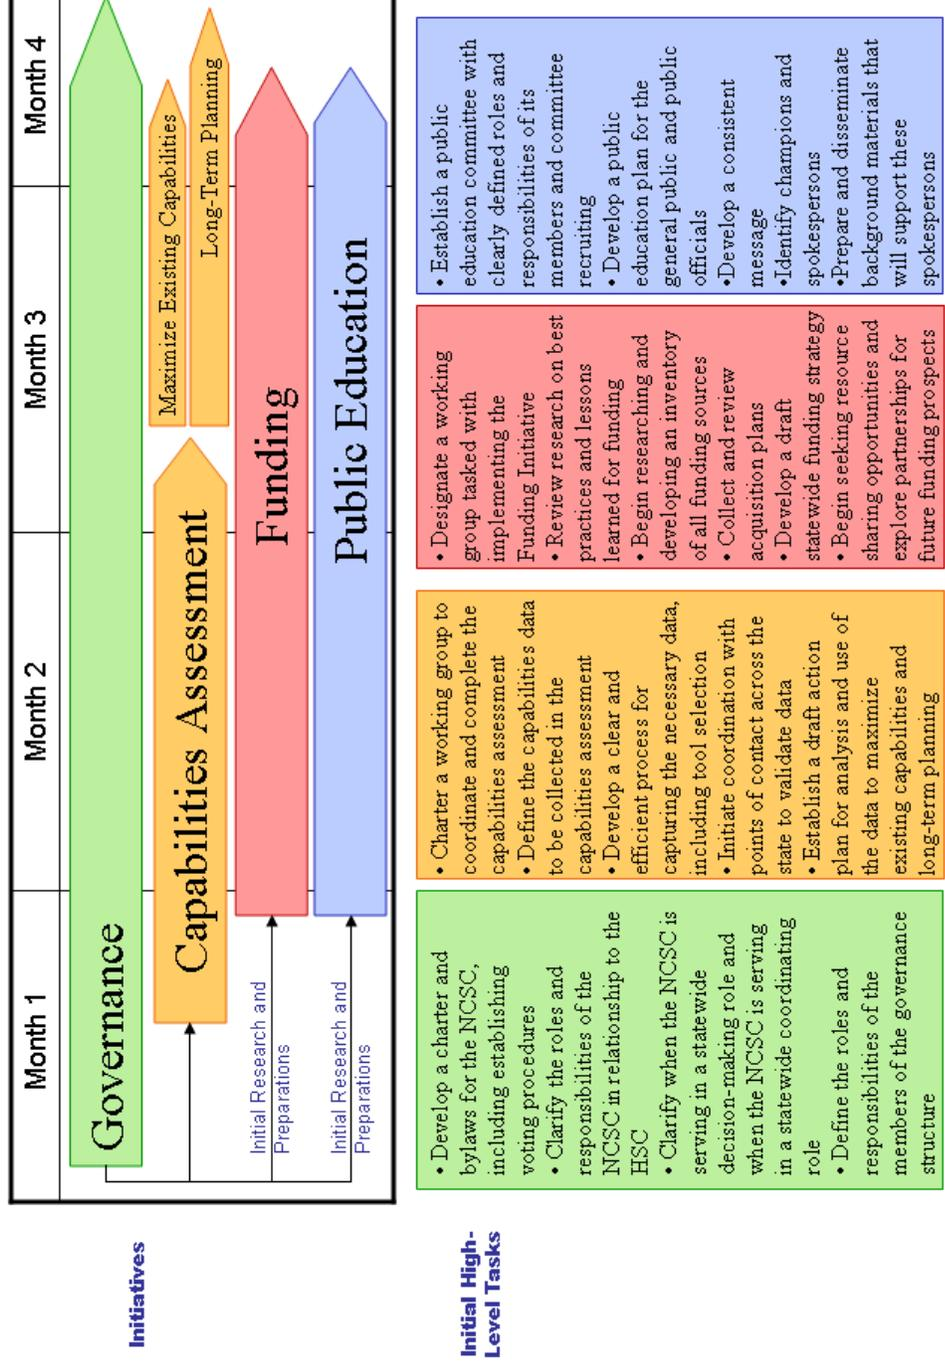 Month 1
Month 2
Month 3
Month 4
Initiatives
Governance
Capabilities Assessment
Maximize Existing Capabilities
Long-Term Planning
Initial Research and
Preparations
Funding
Initial Research and
Preparations
Public Education
Initial High-
Level Tasks
• Develop a charter and
bylaws for the NCSC,
including establishing
voting procedures
• Clarify the roles and
responsibilities of the
NCSC in relationship to the
HSC
• Clarify when the NCSC is
serving in a statewide
decision-making role and
when the NCSC is serving
in a statewide coordinating
role
• Define the roles and
responsibilities of the
members of the governance
structure
• Charter a working group to
coordinate and complete the
capabilities assessment
• Define the capabilities data
to be collected in the
capabilities assessment
• Develop a clear and
efficient process for
capturing the necessary data,
including tool selection
• Initiate coordination with
points of contact across the
state to validate data
• Establish a draft action
plan for analysis and use of
the data to maximize
existing capabilities and
long-term planning
• Designate a working
group tasked with
implementing the
Funding Initiative
• Review research on best
practices and lessons
learned for funding
• Begin researching and
developing an inventory
of all funding sources
• Collect and review
acquisition plans
• Develop a draft
statewide funding strategy
• Begin seeking resource
sharing opportunities and
explore partnerships for
future funding prospects
• Establish a public
education committee with
clearly defined roles and
responsibilities of its
members and committee
recruiting
• Develop a public
education plan for the
general public and public
officials
•Develop a consistent
message
•Identify champions and
spokespersons
•Prepare and disseminate
background materials that
will support these
spokespersons